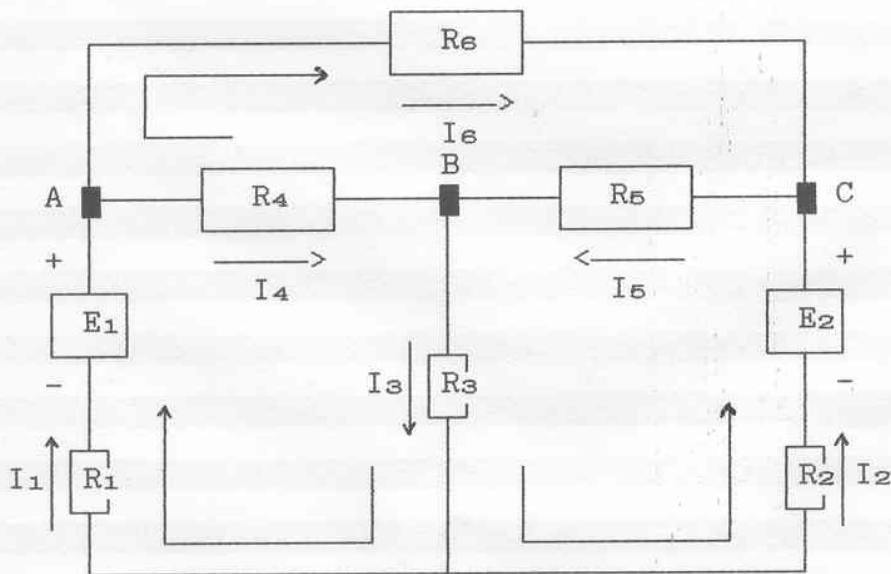 R6
I6
A B C
R4 R5
+ I4 I5 +
E1 E2
I3 R3
- -
I1 R1 R2 I2